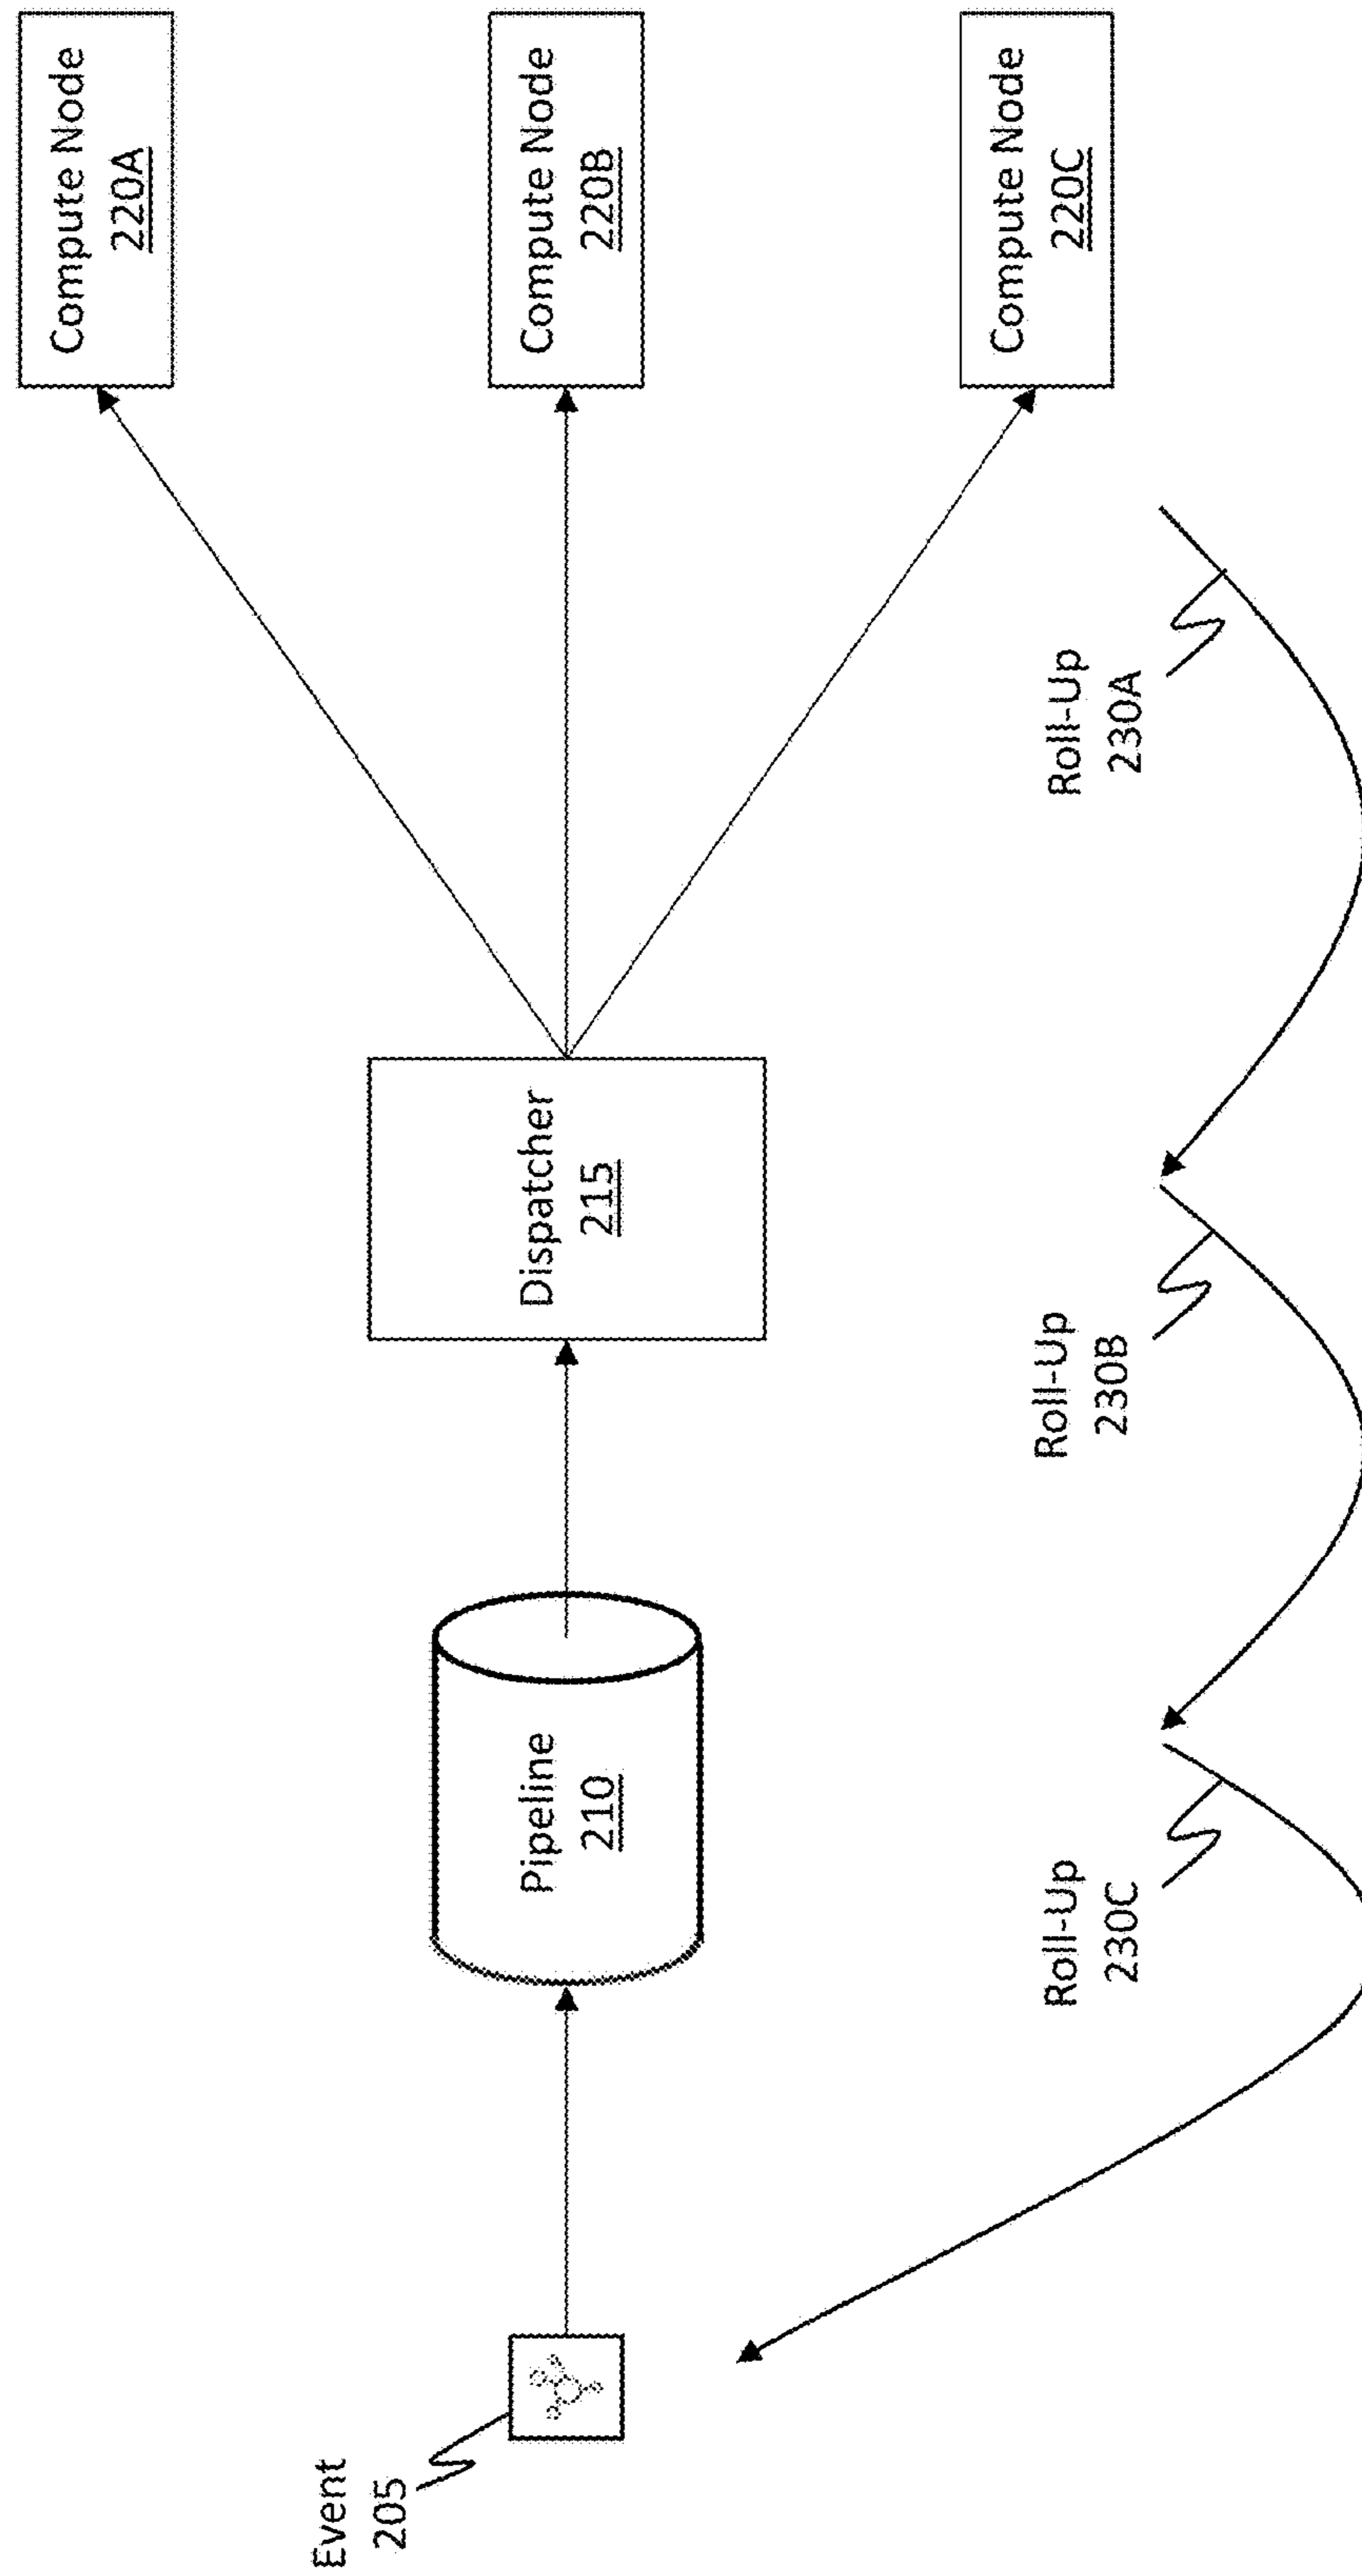 Event
205
Pipeline
210
Dispatcher
215
Compute Node
220A
Compute Node
220B
Compute Node
220C
Roll-Up
230C
Roll-Up
230B
Roll-Up
230A